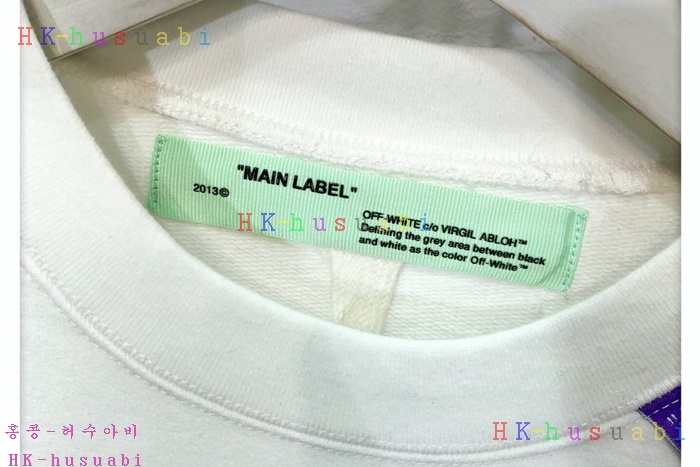 HK-husuabi
"MAIN LABEL"
2013©
HK-husuabi
OFF-WHITE c/o VIRGIL ABLOH™
Defining the grey area between black
and white as the color Off-White™
홍콩-허수아비
HK-husuabi
HK-husuabi